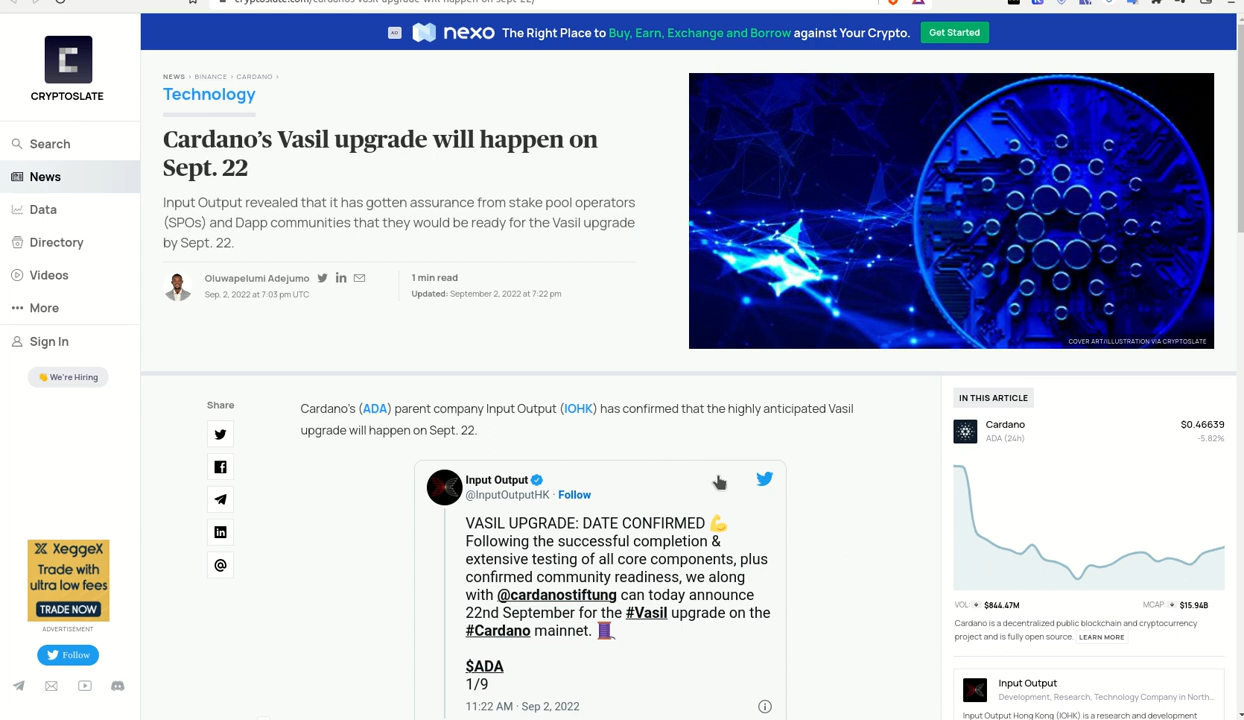 nexo The Right Place to Buy, Earn, Exchange and Borrow against Your Crypto. Get Started
AD
CRYPTOSLATE
Search
News
Data
Directory
Videos
More
Sign In
👋 We're Hiring
XeggeX
Trade with
ultra low fees
TRADE NOW
ADVERTISEMENT
Follow
NEWS › BINANCE › CARDANO ›
Technology
Cardano's Vasil upgrade will happen on
Sept. 22
Input Output revealed that it has gotten assurance from stake pool operators
(SPOs) and Dapp communities that they would be ready for the Vasil upgrade
by Sept. 22.
Oluwapelumi Adejumo
Sep. 2, 2022 at 7:03 pm UTC
1 min read
Updated: September 2, 2022 at 7:22 pm
COVER ART/ILLUSTRATION VIA CRYPTOSLATE
Share
Cardano's (ADA) parent company Input Output (IOHK) has confirmed that the highly anticipated Vasil
upgrade will happen on Sept. 22.
Input Output
@InputOutputHK · Follow
VASIL UPGRADE: DATE CONFIRMED 💪
Following the successful completion &
extensive testing of all core components, plus
confirmed community readiness, we along
with @cardanostiftung can today announce
22nd September for the #Vasil upgrade on the
#Cardano mainnet. 🧵
$ADA
1/9
11:22 AM · Sep 2, 2022
IN THIS ARTICLE
Cardano $0.46639
ADA (24h) -5.82%
VOL $844.47M MCAP $15.94B
Cardano is a decentralized public blockchain and cryptocurrency
project and is fully open source. LEARN MORE
Input Output
Development, Research, Technology Company in North...
Input Output Hong Kong (IOHK) is a research and development